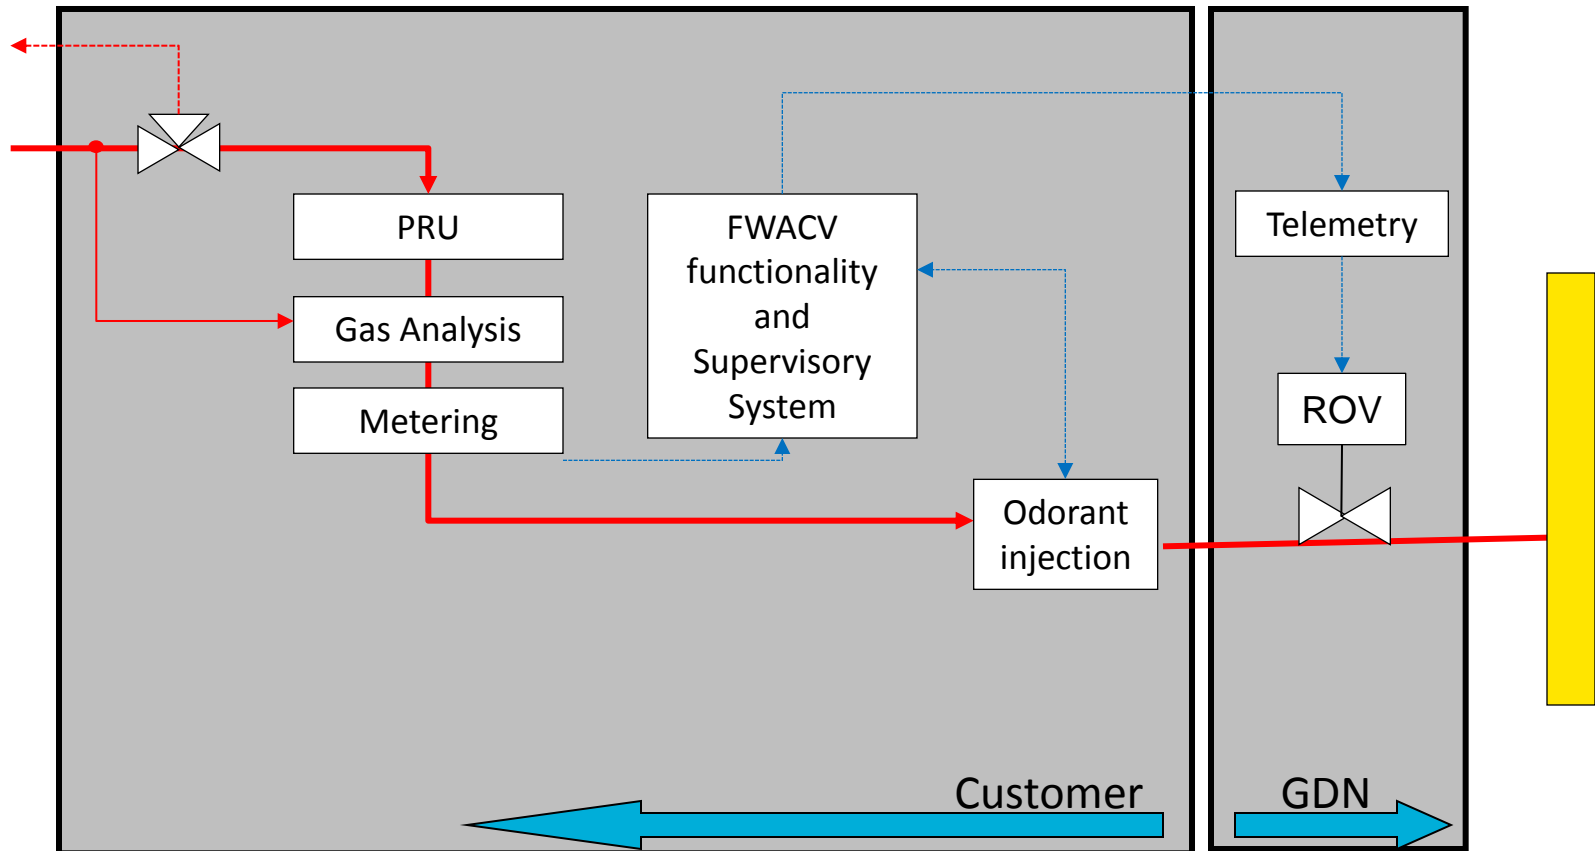 PRU
Gas Analysis
Metering
FWACV
functionality
and
Supervisory
System
Odorant
injection
Telemetry
ROV
Customer
GDN